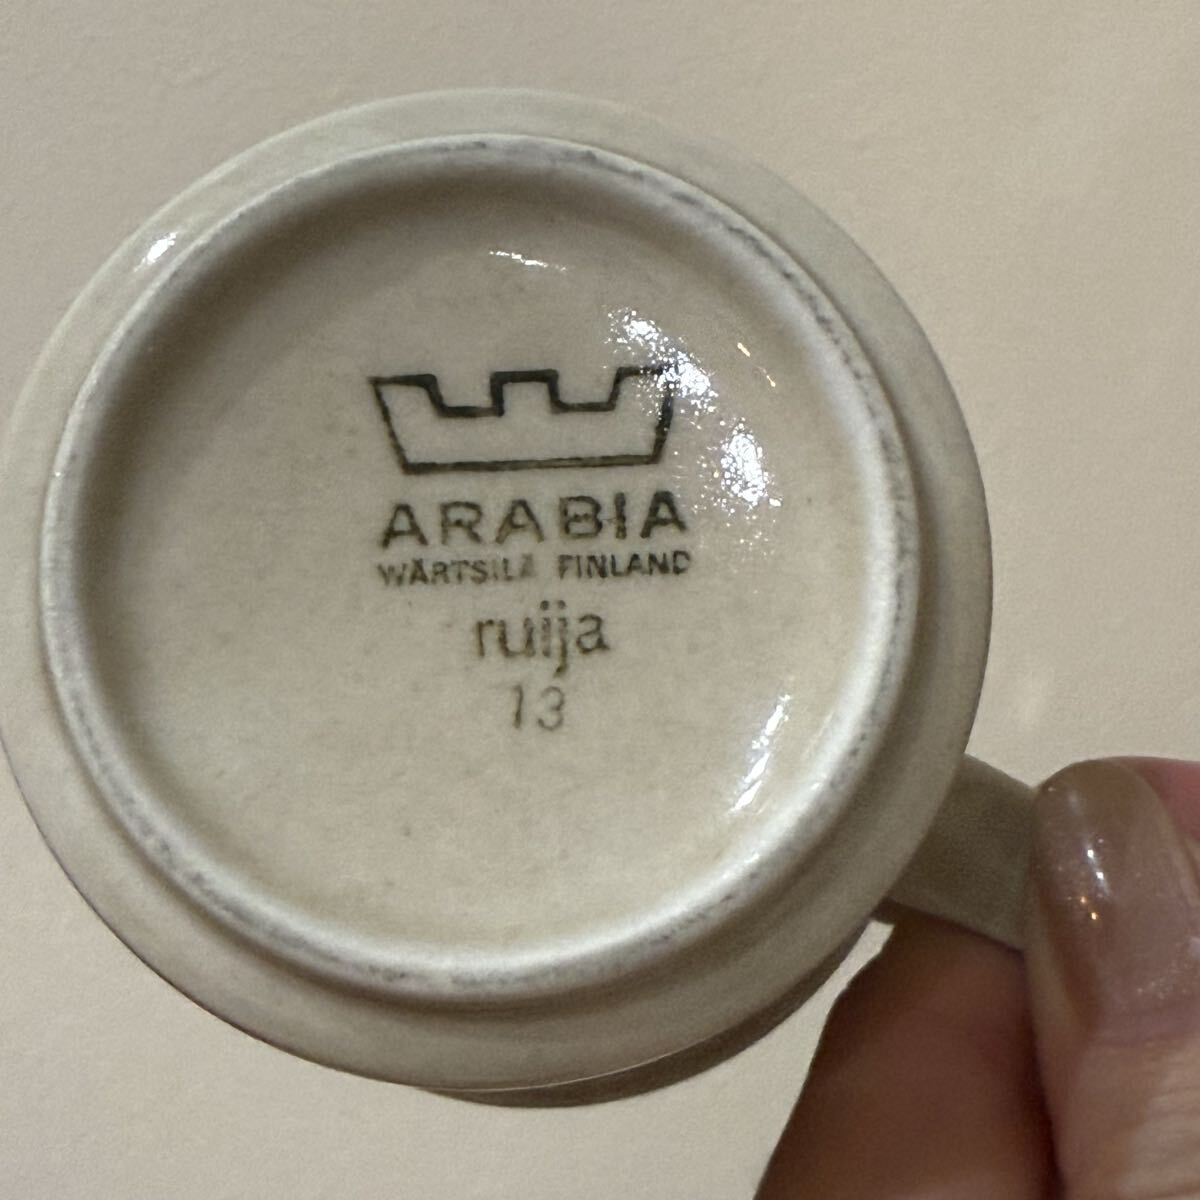 ARABIA
WÄRTSILÄ FINLAND
ruija
13